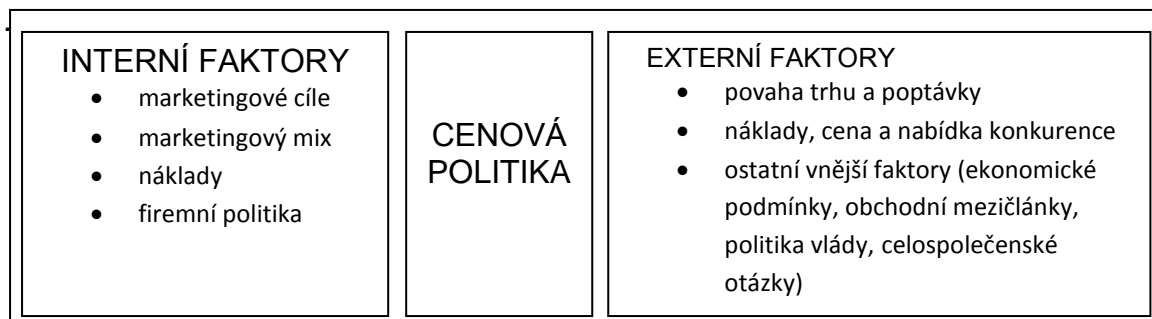 INTERNÍ FAKTORY
• marketingové cíle
• marketingový mix
• náklady
• firemní politika
CENOVÁ
POLITIKA
EXTERNÍ FAKTORY
• povaha trhu a poptávky
• náklady, cena a nabídka konkurence
• ostatní vnější faktory (ekonomické
podmínky, obchodní mezičlánky,
politika vlády, celospolečenské
otázky)